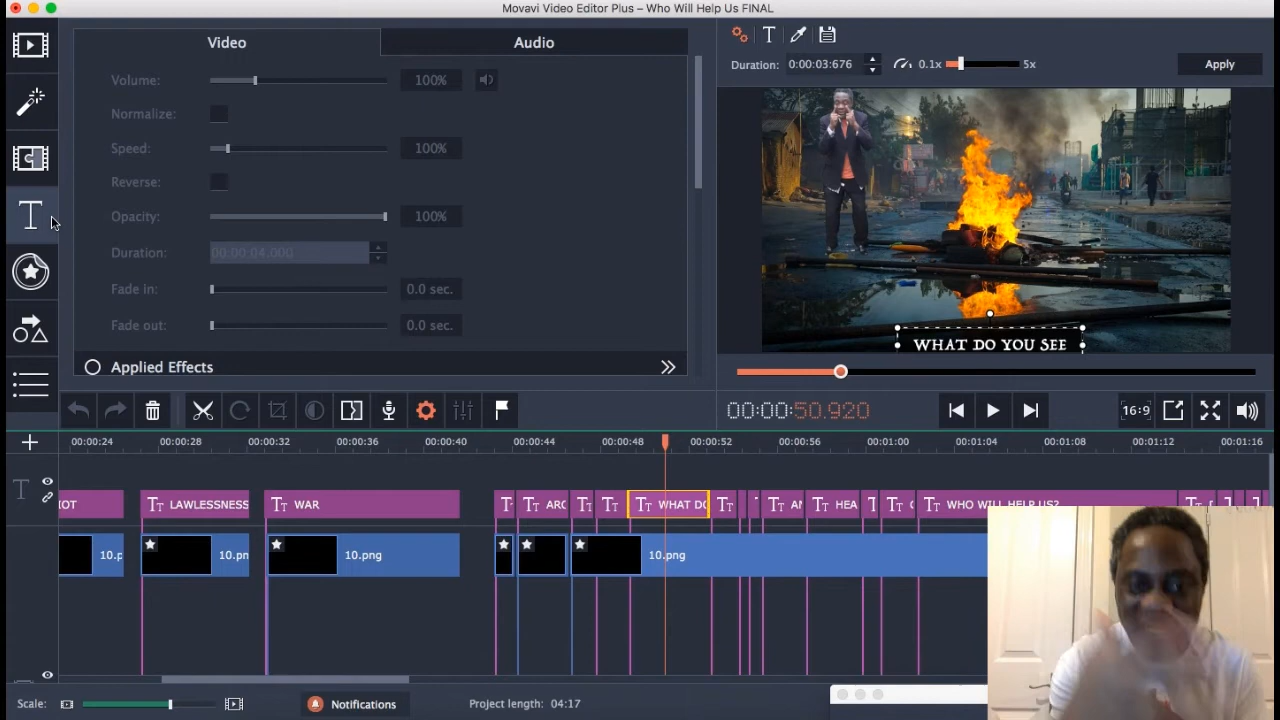 Movavi Video Editor Plus – Who Will Help Us FINAL
Video
Audio
Volume: 100%
Normalize:
Speed: 100%
Reverse:
Opacity: 100%
Duration: 00:00:04.000
Fade in: 0.0 sec.
Fade out: 0.0 sec.
Applied Effects
T
Duration: 0:00:03:676 0.1x 5x Apply
WHAT DO YOU SEE
00:00:50.920
16:9
0:00:24 00:00:28 00:00:32 00:00:36 00:00:40 00:00:44 00:00:48 00:00:52 00:00:56 00:01:00 00:01:04 00:01:08 00:01:12 00:01:16
LAWLESSNESS WAR ARC WHAT DO HEA WHO WILL HELP US?
10.p 10.pn 10.png 10.png
Scale:
Notifications
Project length: 04:17